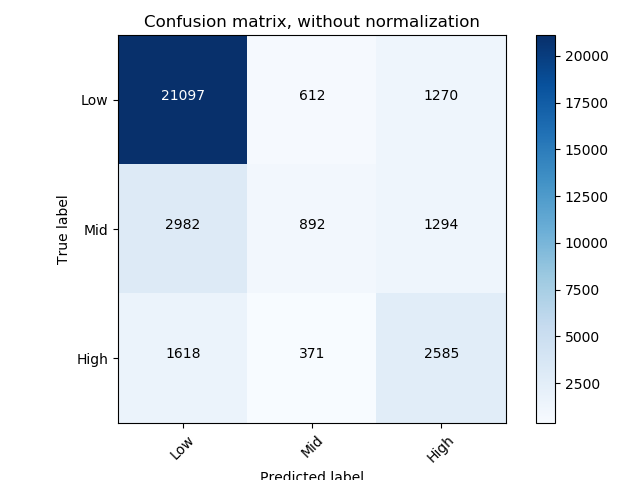 Confusion matrix, without normalization
Low 21097 612 1270
Mid 2982 892 1294
High 1618 371 2585
Low Mid High
True label
Predicted label
20000
17500
15000
12500
10000
7500
5000
2500